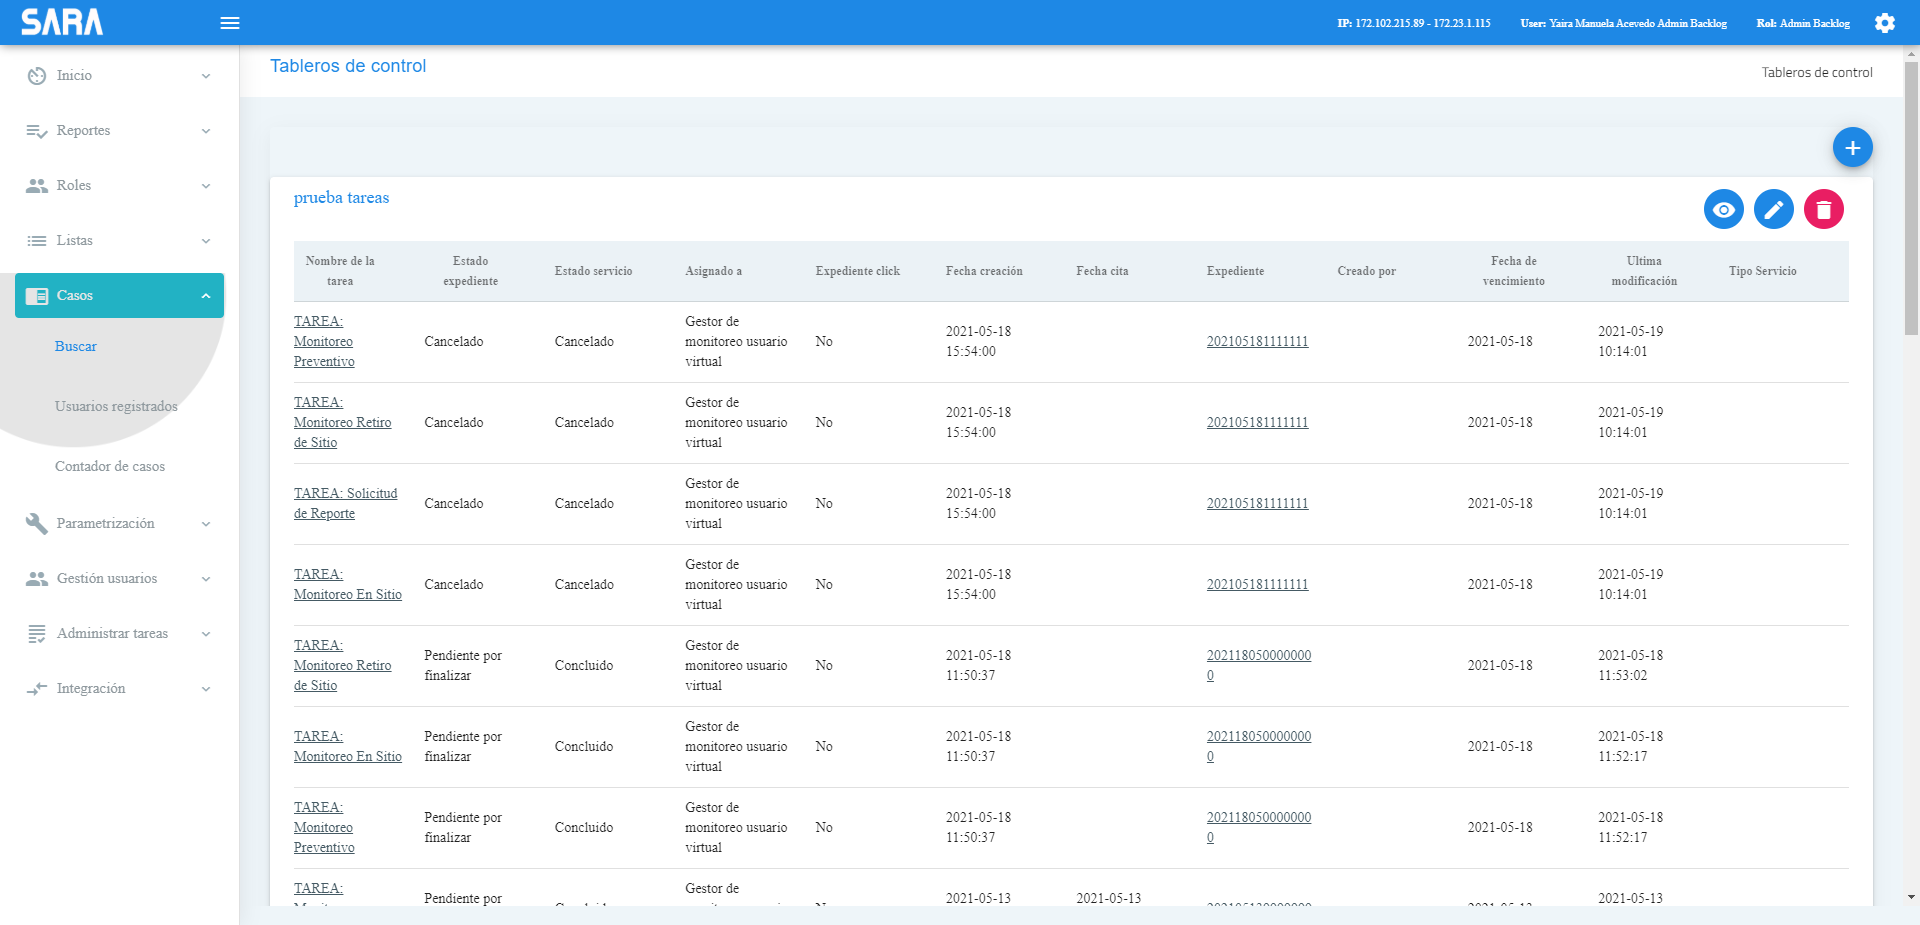 SARA
IP: 172.102.215.89 - 172.23.1.115
User: Yaira Manuela Acevedo Admin Backlog
Rol: Admin Backlog
Inicio
Reportes
Roles
Listas
Casos
Buscar
Usuarios registrados
Contador de casos
Parametrización
Gestión usuarios
Administrar tareas
Integración
Tableros de control
Tableros de control
prueba tareas
Nombre de la tarea Estado expediente Estado servicio Asignado a Expediente click Fecha creación Fecha cita Expediente Creado por Fecha de vencimiento Ultima modificación Tipo Servicio
TAREA: Monitoreo Preventivo Cancelado Cancelado Gestor de monitoreo usuario virtual No 2021-05-18 15:54:00 202105181111111 2021-05-18 2021-05-19 10:14:01
TAREA: Monitoreo Retiro de Sitio Cancelado Cancelado Gestor de monitoreo usuario virtual No 2021-05-18 15:54:00 202105181111111 2021-05-18 2021-05-19 10:14:01
TAREA: Solicitud de Reporte Cancelado Cancelado Gestor de monitoreo usuario virtual No 2021-05-18 15:54:00 202105181111111 2021-05-18 2021-05-19 10:14:01
TAREA: Monitoreo En Sitio Cancelado Cancelado Gestor de monitoreo usuario virtual No 2021-05-18 15:54:00 202105181111111 2021-05-18 2021-05-19 10:14:01
TAREA: Monitoreo Retiro de Sitio Pendiente por finalizar Concluido Gestor de monitoreo usuario virtual No 2021-05-18 11:50:37 2021180500000000 2021-05-18 2021-05-18 11:53:02
TAREA: Monitoreo En Sitio Pendiente por finalizar Concluido Gestor de monitoreo usuario virtual No 2021-05-18 11:50:37 2021180500000000 2021-05-18 2021-05-18 11:52:17
TAREA: Monitoreo Preventivo Pendiente por finalizar Concluido Gestor de monitoreo usuario virtual No 2021-05-18 11:50:37 2021180500000000 2021-05-18 2021-05-18 11:52:17
TAREA: Pendiente por Gestor de 2021-05-13 2021-05-13 2021-05-13